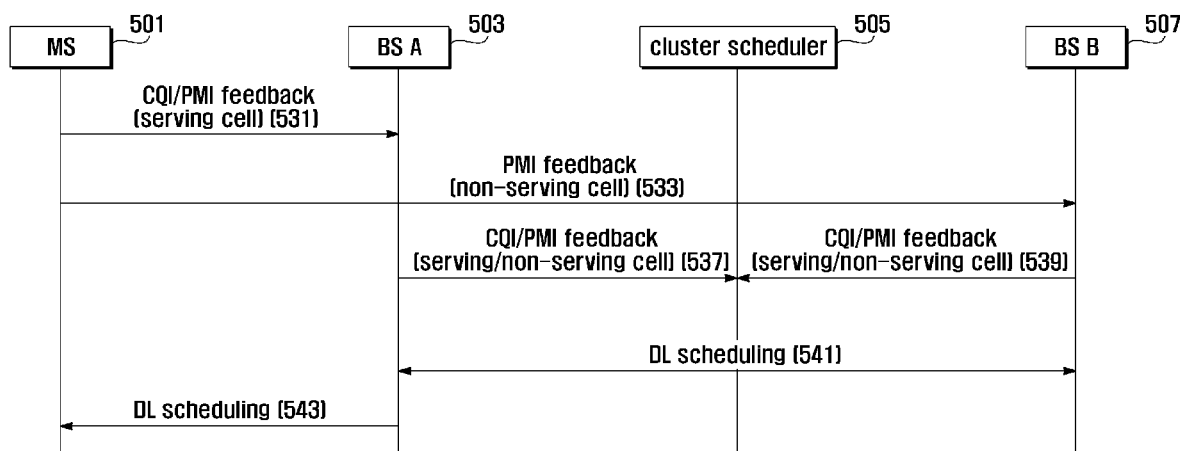 501
503
505
507
MS
BS A
cluster scheduler
BS B
CQI/PMI feedback
(serving cell) (531)
PMI feedback
(non-serving cell) (533)
CQI/PMI feedback
(serving/non-serving cell) (537)
CQI/PMI feedback
(serving/non-serving cell) (539)
DL scheduling (541)
DL scheduling (543)